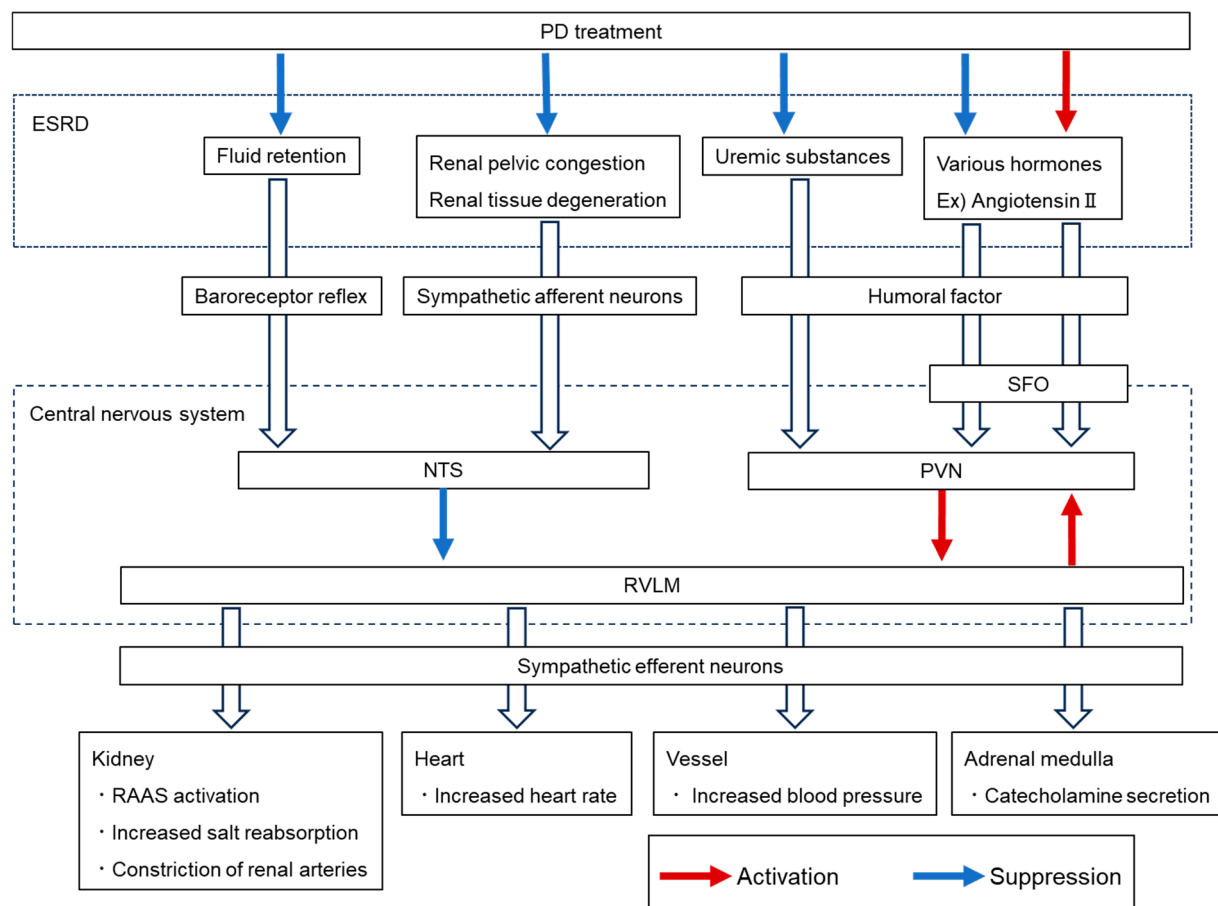 PD treatment
ESRD
Fluid retention
Renal pelvic congestion
Renal tissue degeneration
Uremic substances
Various hormones
Ex) Angiotensin Ⅱ
Baroreceptor reflex
Sympathetic afferent neurons
Humoral factor
SFO
Central nervous system
NTS
PVN
RVLM
Sympathetic efferent neurons
Kidney
・RAAS activation
・Increased salt reabsorption
・Constriction of renal arteries
Heart
・Increased heart rate
Vessel
・Increased blood pressure
Adrenal medulla
・Catecholamine secretion
Activation
Suppression